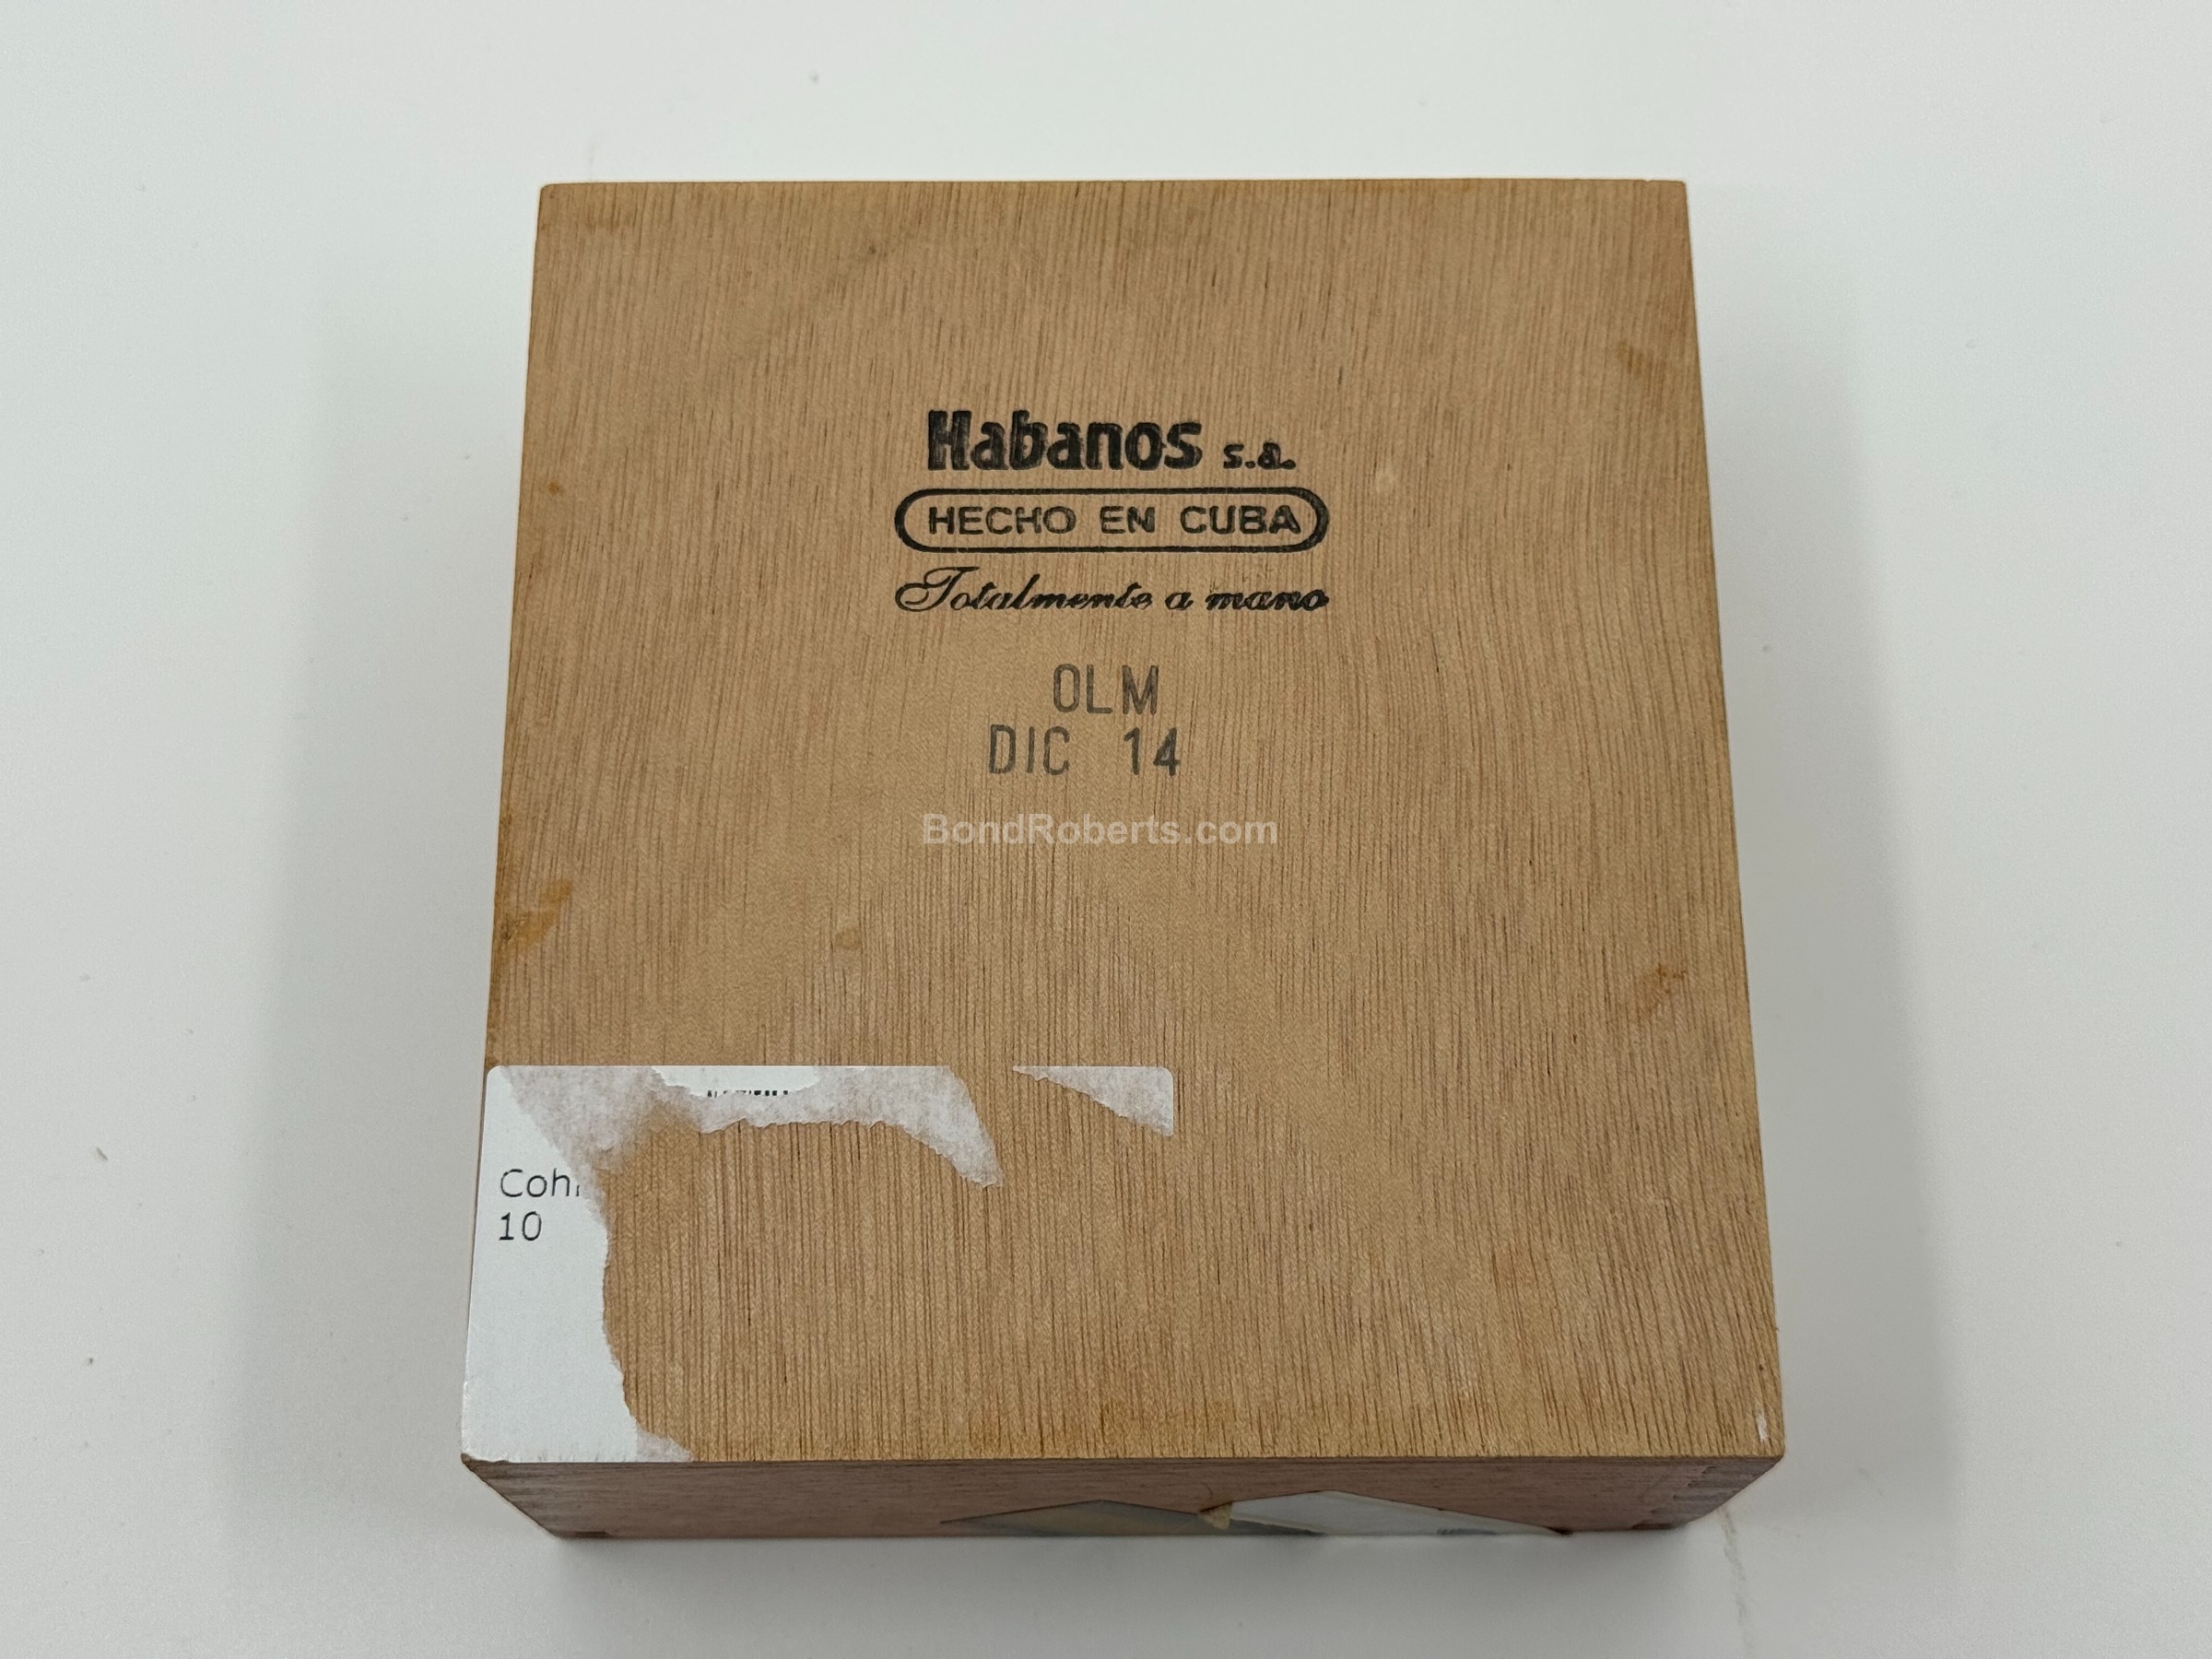 Habanos s.a.
HECHO EN CUBA
Totalmente a mano
OLM
DIC 14
BondRoberts.com
10